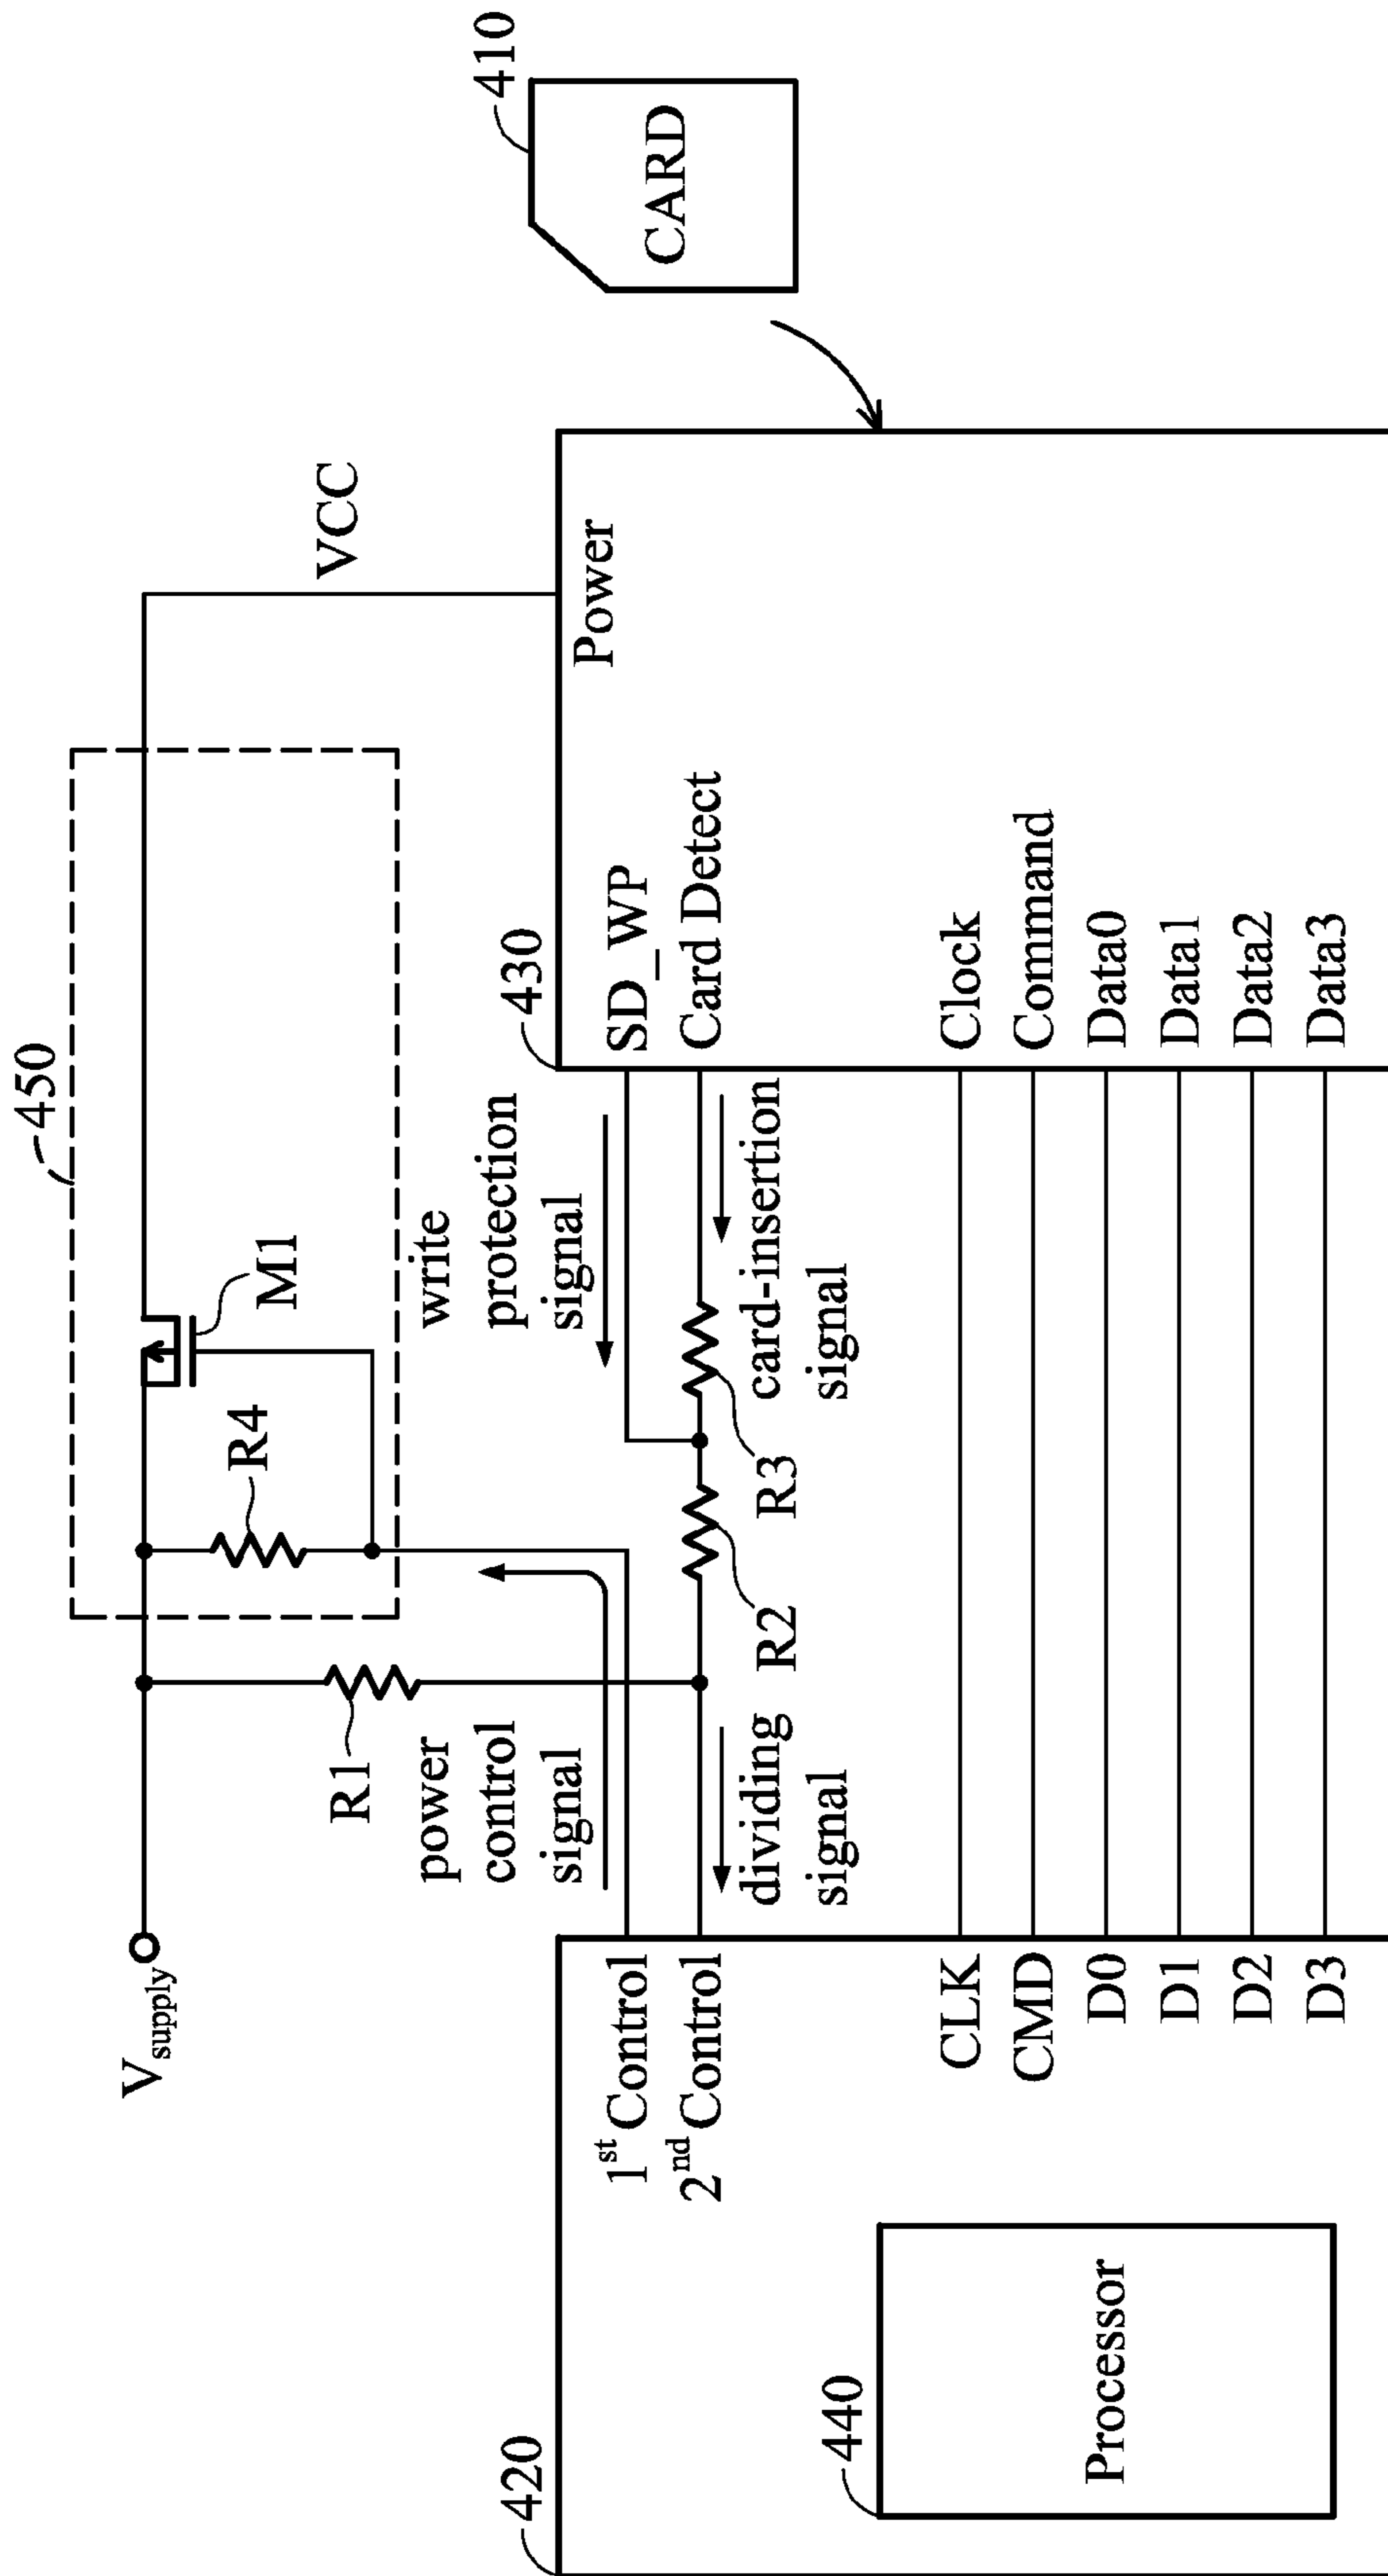 450
V supply
R4
M1
VCC
R1
power
control
signal
write
protection
signal
410
CARD
420
1st Control
2nd Control
dividing
signal
R2
R3
card-insertion
signal
430
SD_WP
Card Detect
Power
440
Processor
CLK
CMD
D0
D1
D2
D3
Clock
Command
Data0
Data1
Data2
Data3